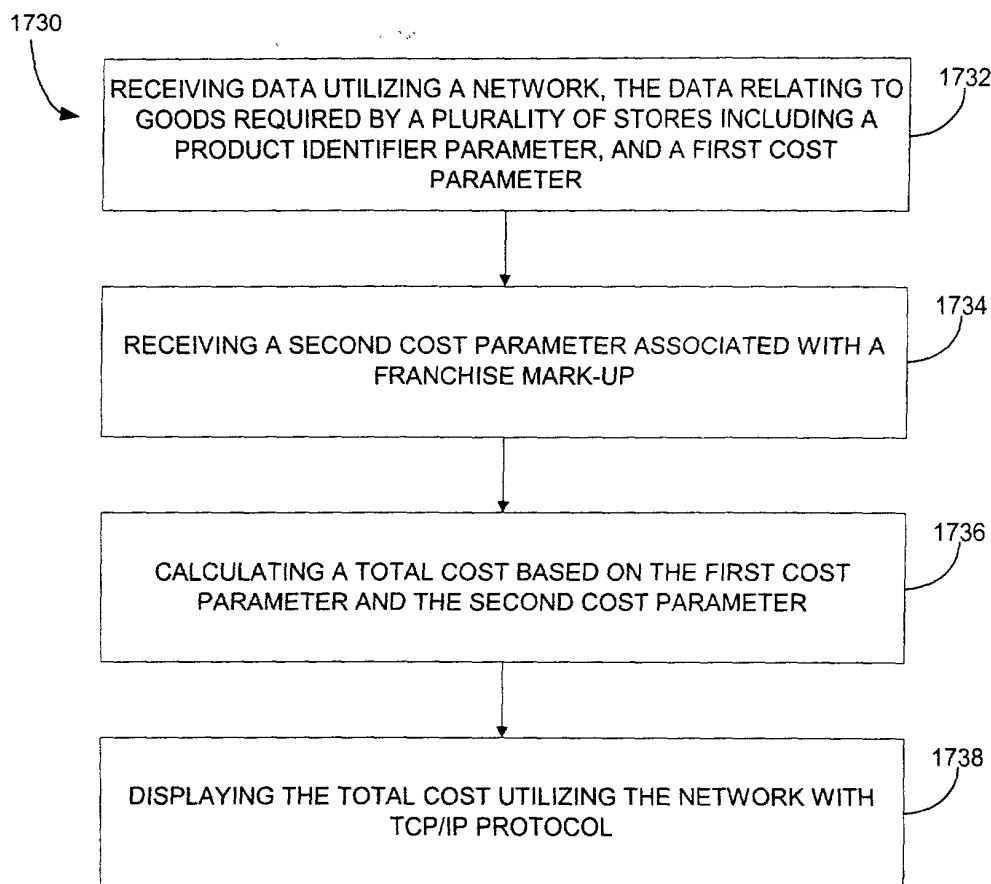 1730
1732
RECEIVING DATA UTILIZING A NETWORK, THE DATA RELATING TO
GOODS REQUIRED BY A PLURALITY OF STORES INCLUDING A
PRODUCT IDENTIFIER PARAMETER, AND A FIRST COST
PARAMETER
1734
RECEIVING A SECOND COST PARAMETER ASSOCIATED WITH A
FRANCHISE MARK-UP
1736
CALCULATING A TOTAL COST BASED ON THE FIRST COST
PARAMETER AND THE SECOND COST PARAMETER
1738
DISPLAYING THE TOTAL COST UTILIZING THE NETWORK WITH
TCP/IP PROTOCOL